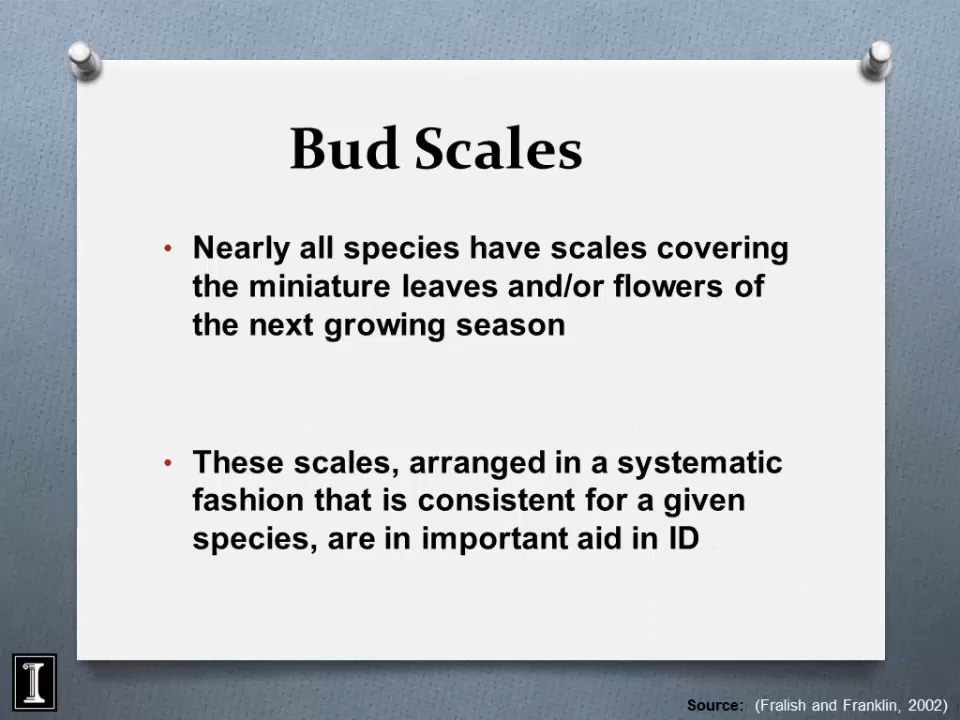 Bud Scales
• Nearly all species have scales covering
the miniature leaves and/or flowers of
the next growing season
• These scales, arranged in a systematic
fashion that is consistent for a given
species, are in important aid in ID
I
Source: (Fralish and Franklin, 2002)